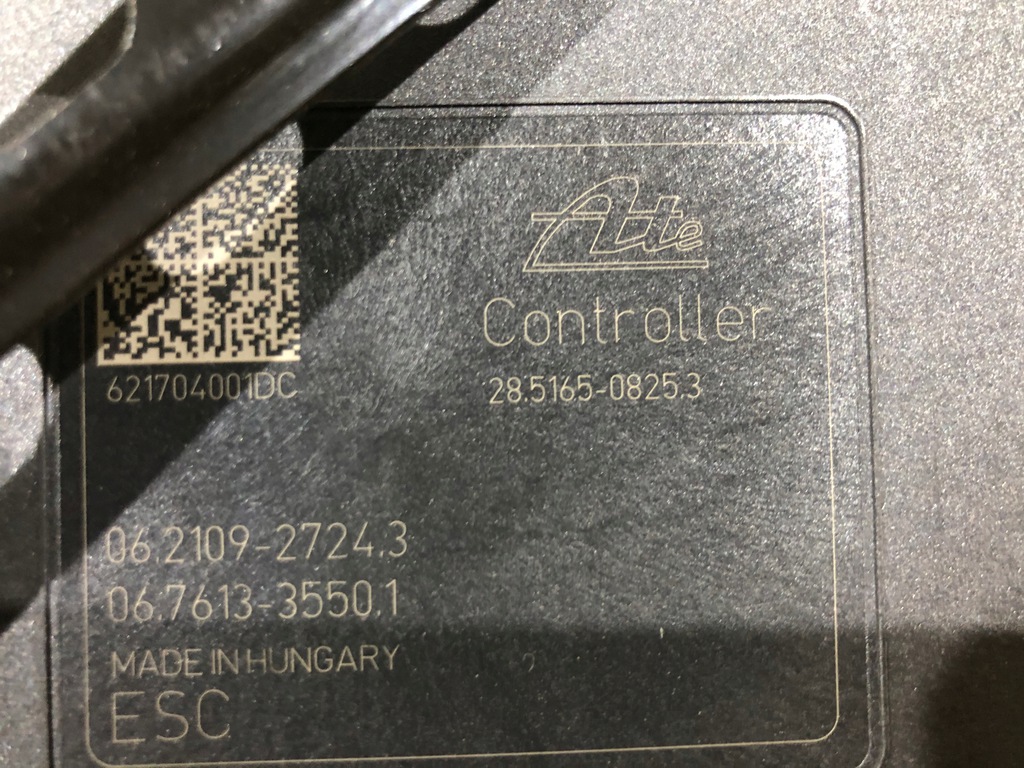 Ate
Controller
621704001DC
28.5165-0825.3
06.2109-2724.3
06.7613-3550.1
MADE IN HUNGARY
ESC